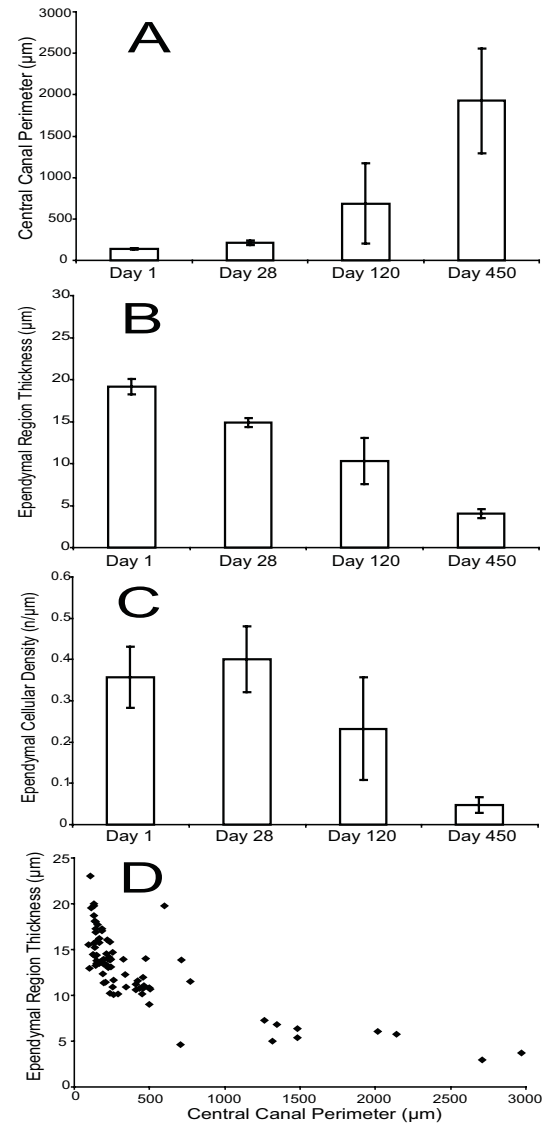 A
Central Canal Perimeter (µm)
3000
2500
2000
1500
1000
500
0
Day 1 Day 28 Day 120 Day 450
B
Ependymal Region Thickness (µm)
30
25
20
15
10
5
0
Day 1 Day 28 Day 120 Day 450
C
Ependymal Cellular Density (n/µm)
0.6
0.5
0.4
0.3
0.2
0.1
0
Day 1 Day 28 Day 120 Day 450
D
Ependymal Region Thickness (µm)
25
20
15
10
5
0
0 500 1000 1500 2000 2500 3000
Central Canal Perimeter (µm)